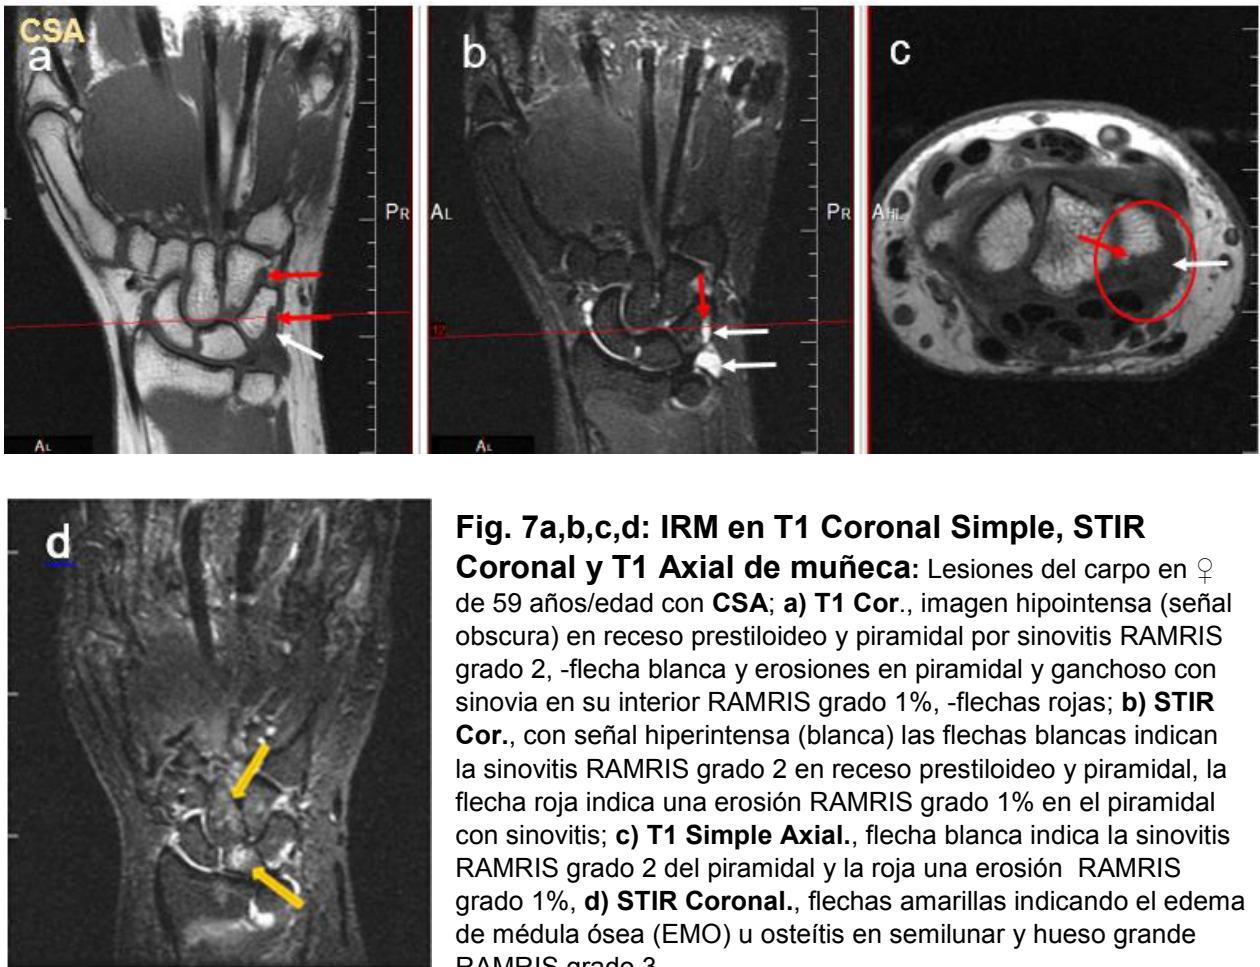 CSA
a
b
c
L
PR
AL
PR
AHL
12
AL
AL
d
Fig. 7a,b,c,d: IRM en T1 Coronal Simple, STIR
Coronal y T1 Axial de muñeca: Lesiones del carpo en ♀
de 59 años/edad con CSA; a) T1 Cor., imagen hipointensa (señal
obscura) en receso prestiloideo y piramidal por sinovitis RAMRIS
grado 2, -flecha blanca y erosiones en piramidal y ganchoso con
sinovia en su interior RAMRIS grado 1%, -flechas rojas; b) STIR
Cor., con señal hiperintensa (blanca) las flechas blancas indican
la sinovitis RAMRIS grado 2 en receso prestiloideo y piramidal, la
flecha roja indica una erosión RAMRIS grado 1% en el piramidal
con sinovitis; c) T1 Simple Axial., flecha blanca indica la sinovitis
RAMRIS grado 2 del piramidal y la roja una erosión RAMRIS
grado 1%, d) STIR Coronal., flechas amarillas indicando el edema
de médula ósea (EMO) u osteítis en semilunar y hueso grande
RAMRIS grado 3